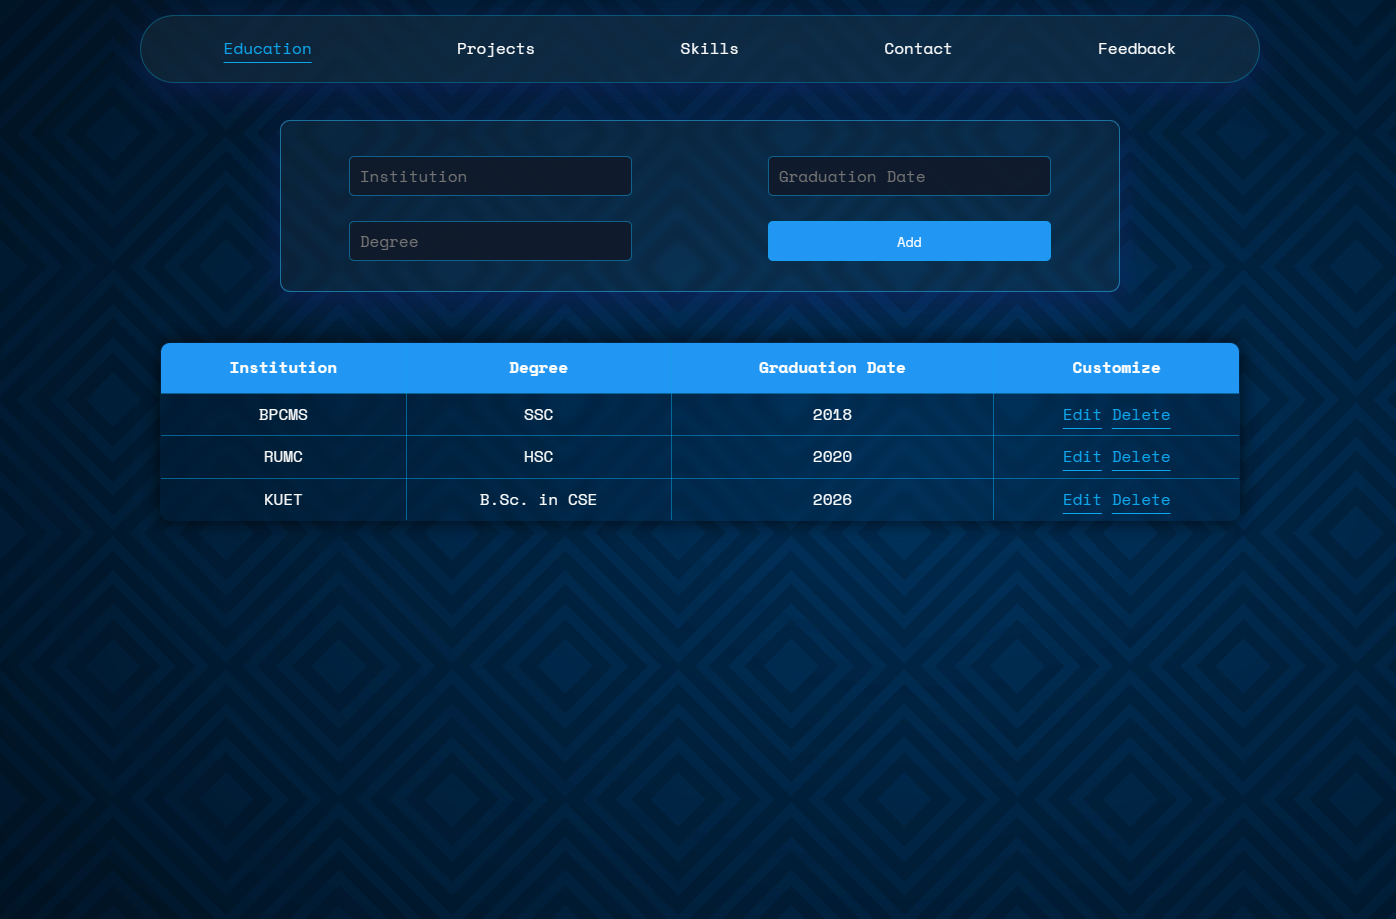 Education Projects Skills Contact Feedback
Institution Graduation Date
Degree Add
Institution Degree Graduation Date Customize
BPCMS SSC 2018 Edit Delete
RUMC HSC 2020 Edit Delete
KUET B.Sc. in CSE 2026 Edit Delete